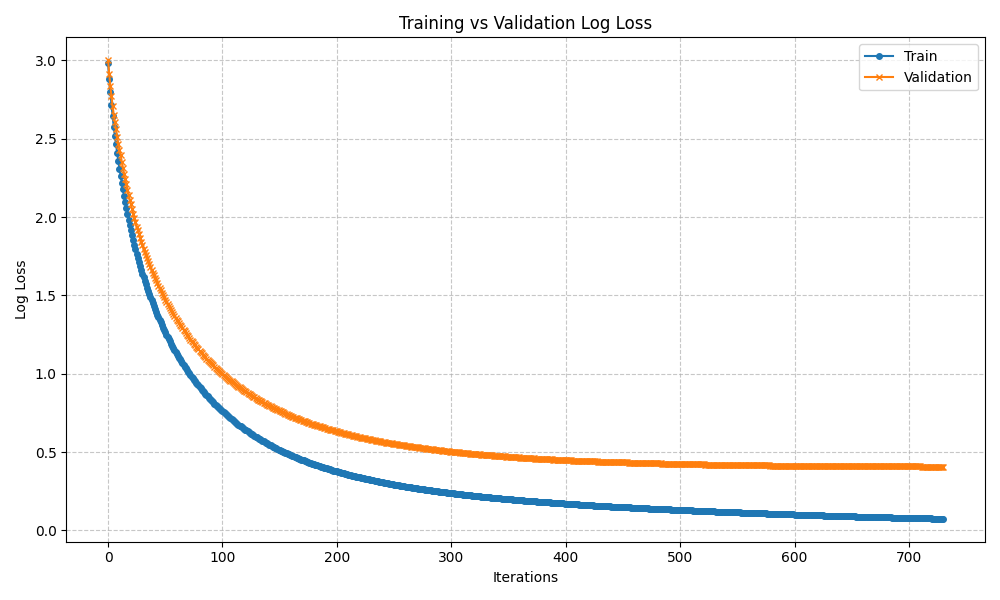 Training vs Validation Log Loss
Train
Validation
3.0
2.5
2.0
1.5
1.0
0.5
0.0
Log Loss
0 100 200 300 400 500 600 700
Iterations